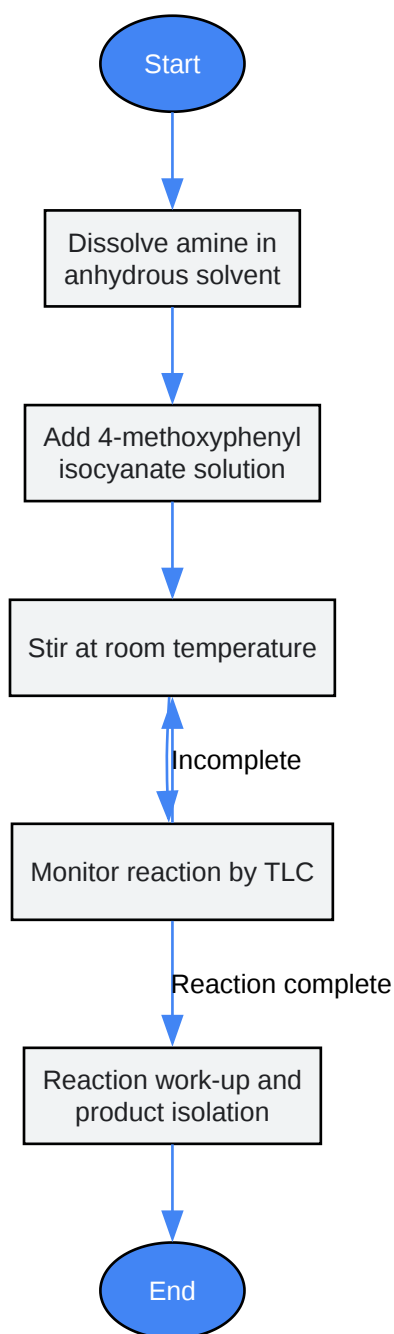 Start
Dissolve amine in
anhydrous solvent
Add 4-methoxyphenyl
isocyanate solution
Stir at room temperature
Incomplete
Monitor reaction by TLC
Reaction complete
Reaction work-up and
product isolation
End